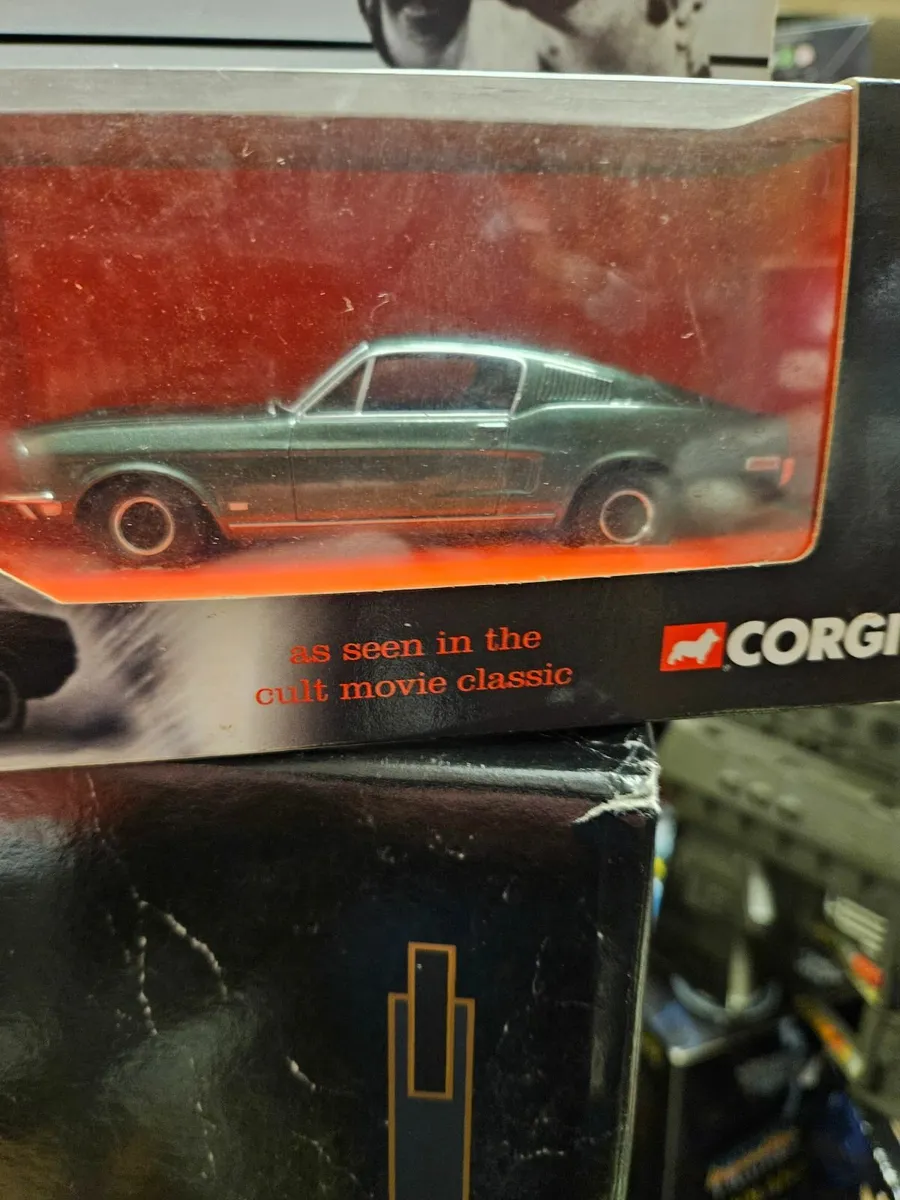 as seen in the
cult movie classic
CORGI